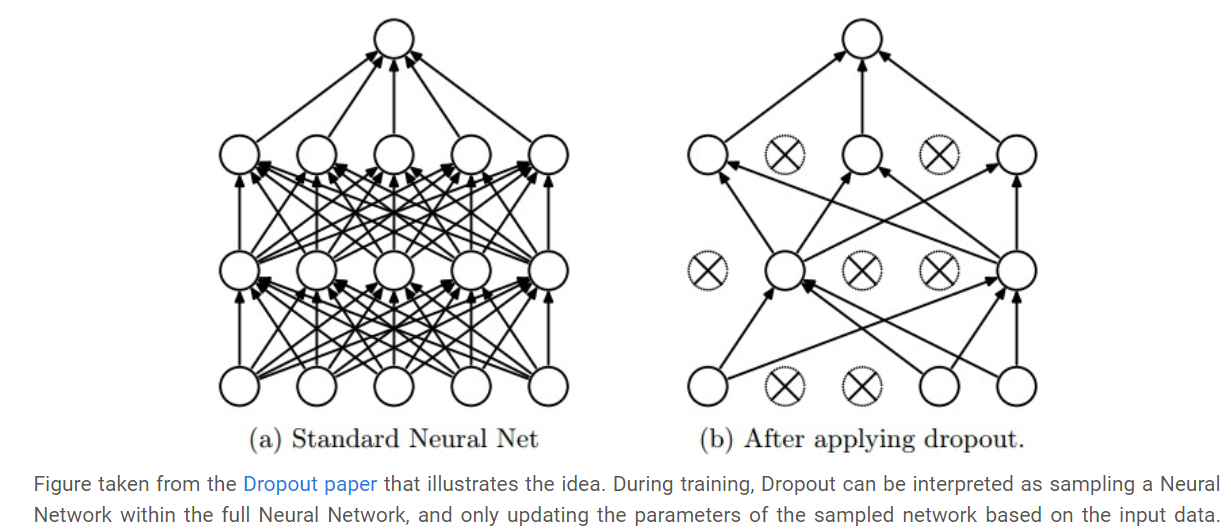 (a) Standard Neural Net
(b) After applying dropout.
Figure taken from the Dropout paper that illustrates the idea. During training, Dropout can be interpreted as sampling a Neural
Network within the full Neural Network, and only updating the parameters of the sampled network based on the input data.